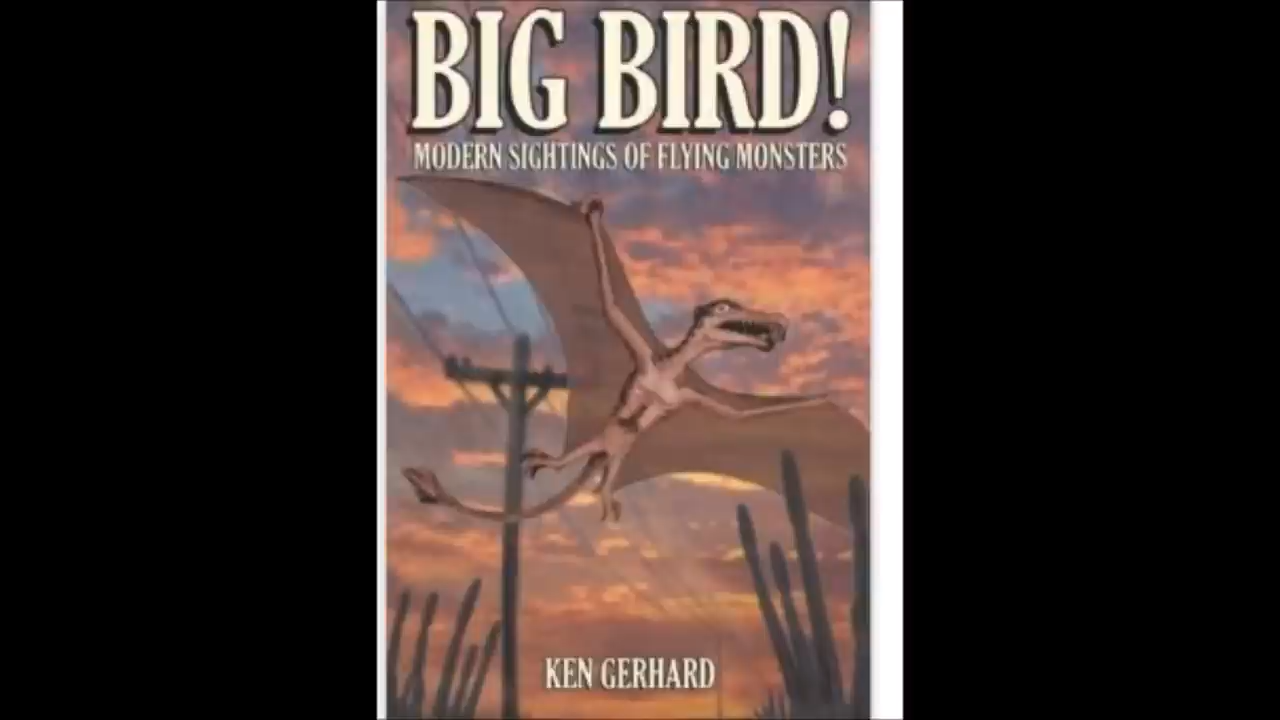 BIG BIRD!
MODERN SIGHTINGS OF FLYING MONSTERS
KEN GERHARD